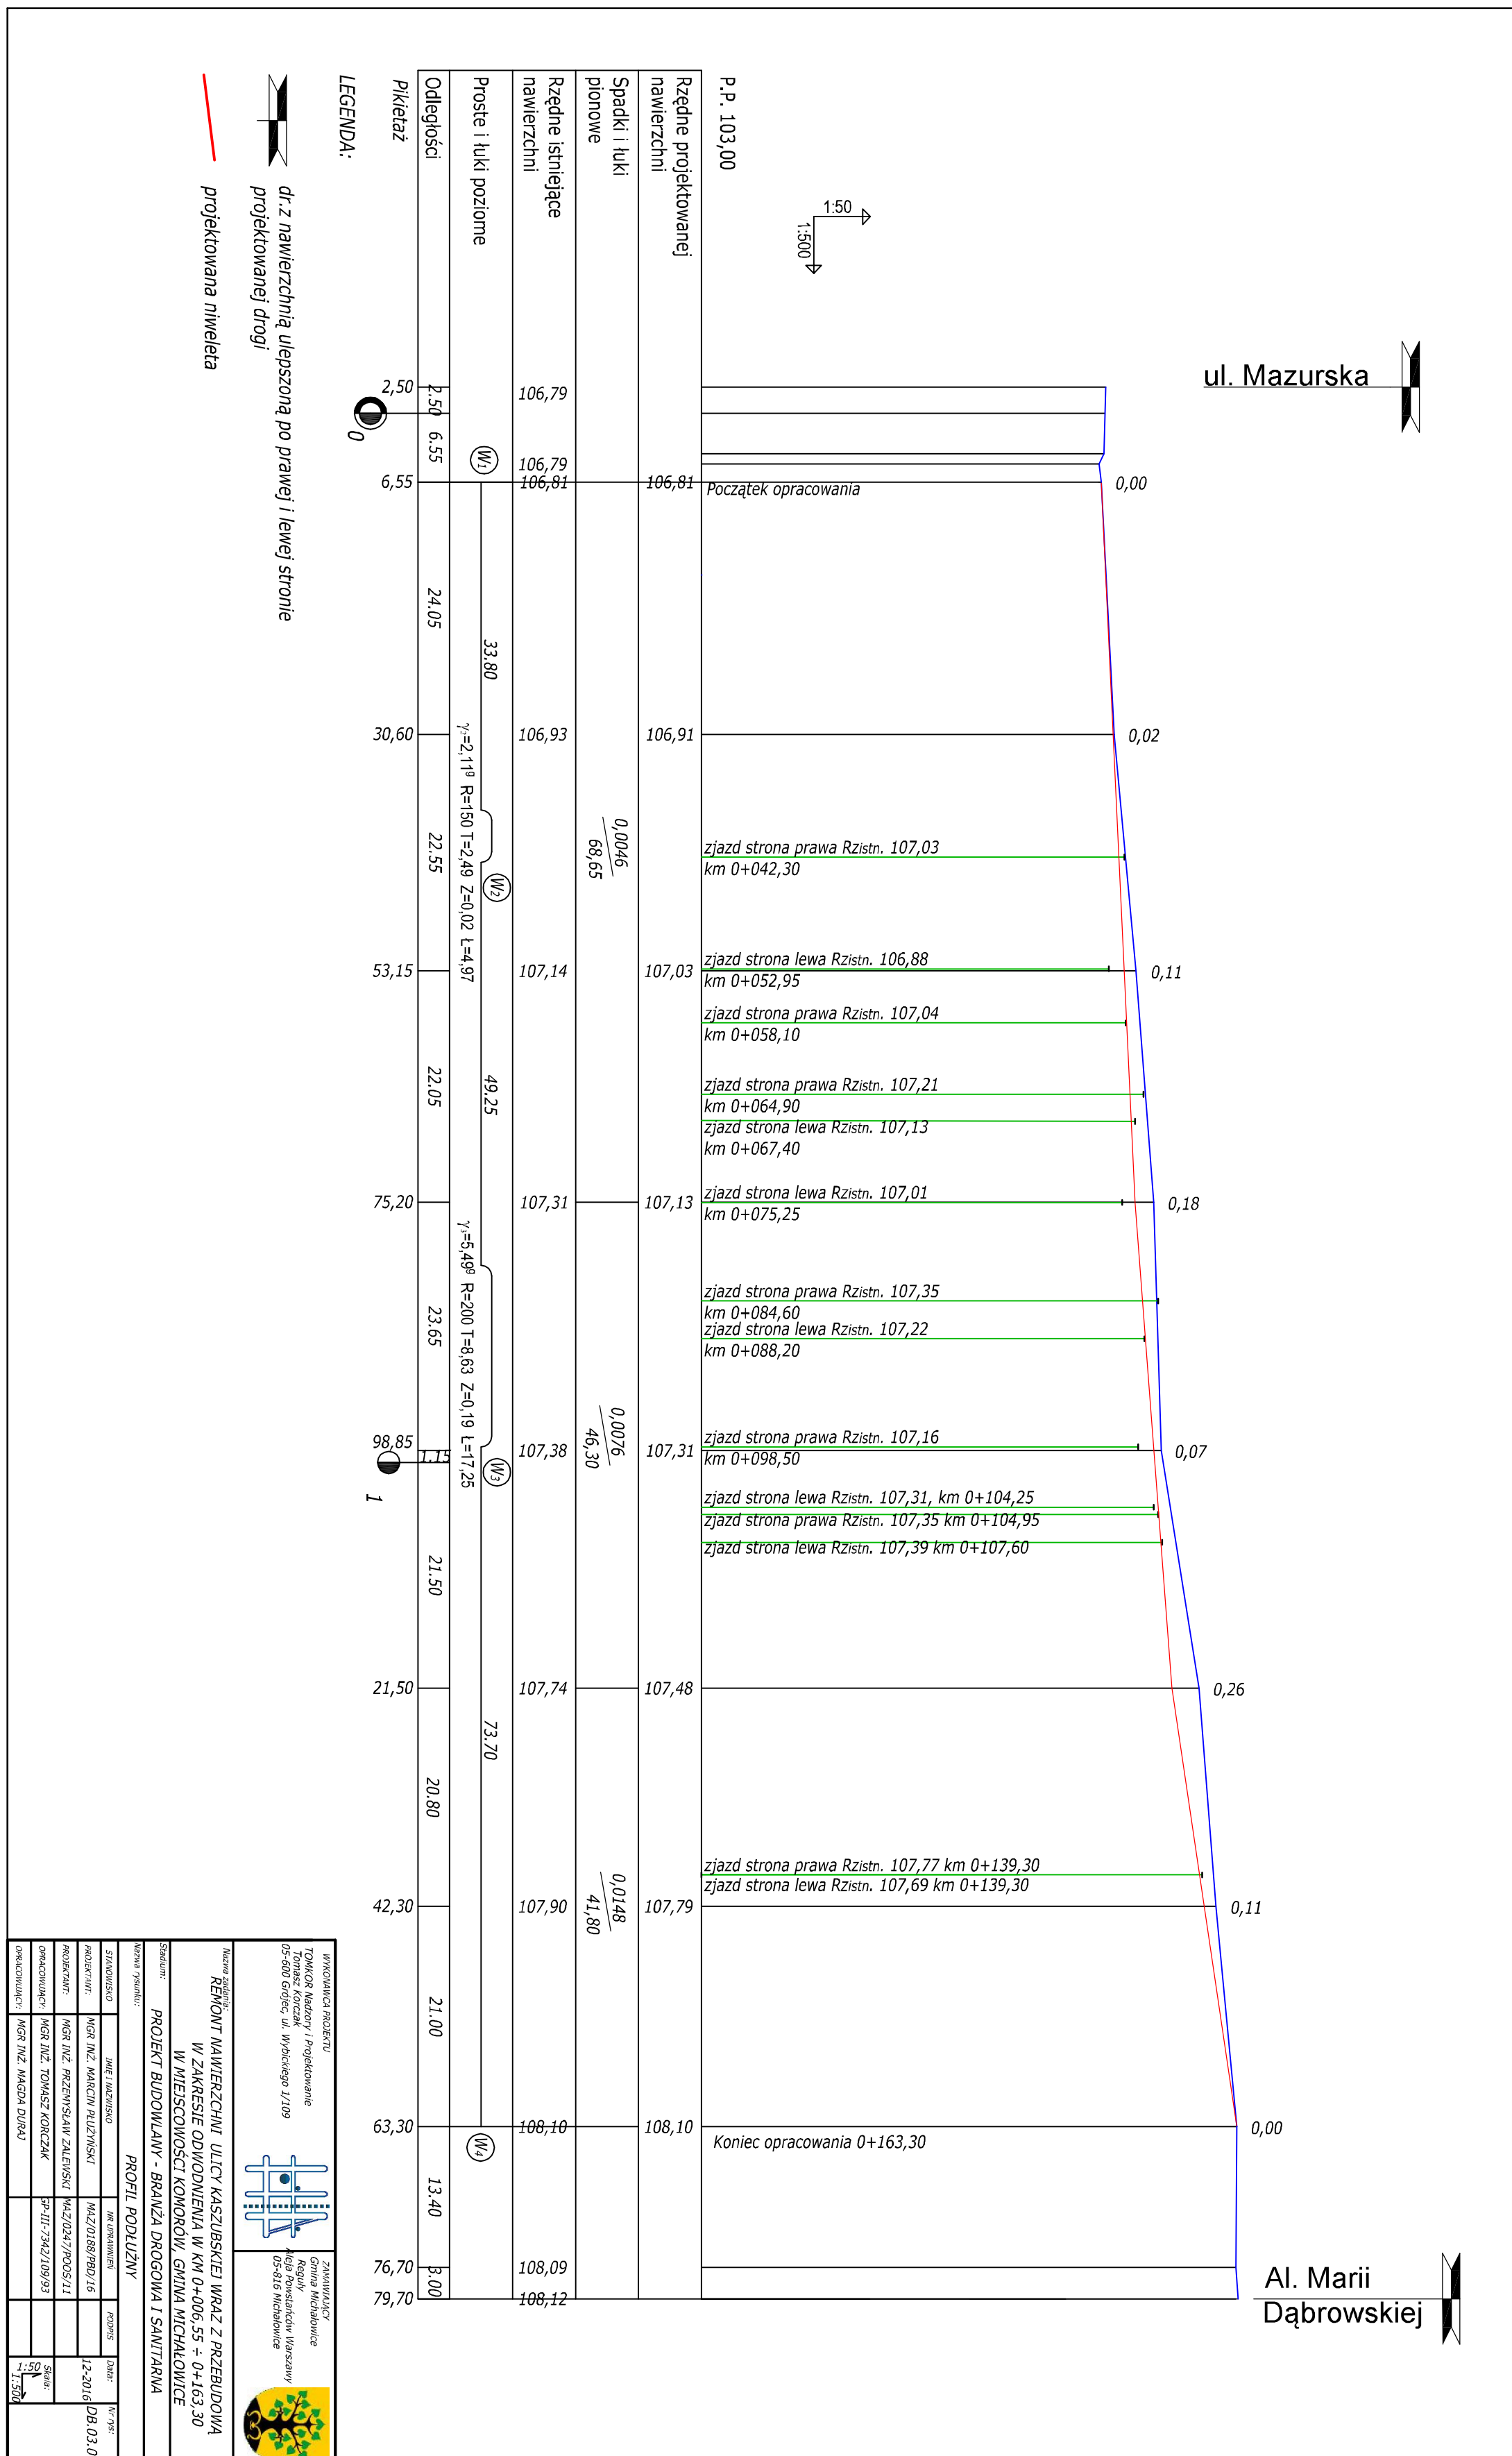 ul. Mazurska
Al. Marii
Dąbrowskiej
1:50
1:500
P.P. 103,00
0,00
0,02
0,11
0,18
0,07
0,26
0,11
0,00
Początek opracowania
zjazd strona prawa Rzistn. 107,03
km 0+042,30
zjazd strona lewa Rzistn. 106,88
km 0+052,95
zjazd strona prawa Rzistn. 107,04
km 0+058,10
zjazd strona prawa Rzistn. 107,21
km 0+064,90
zjazd strona lewa Rzistn. 107,13
km 0+067,40
zjazd strona lewa Rzistn. 107,01
km 0+075,25
zjazd strona prawa Rzistn. 107,35
km 0+084,60
zjazd strona lewa Rzistn. 107,22
km 0+088,20
zjazd strona prawa Rzistn. 107,16
km 0+098,50
zjazd strona lewa Rzistn. 107,31, km 0+104,25
zjazd strona prawa Rzistn. 107,35 km 0+104,95
zjazd strona lewa Rzistn. 107,39 km 0+107,60
zjazd strona prawa Rzistn. 107,77 km 0+139,30
zjazd strona lewa Rzistn. 107,69 km 0+139,30
Koniec opracowania 0+163,30
Rzędne projektowanej
nawierzchni
106,81
106,91
107,03
107,13
107,31
107,48
107,79
108,10
Spadki i łuki
pionowe
0,0046
68,65
0,0076
46,30
0,0148
41,80
Rzędne istniejące
nawierzchni
106,79
106,79
106,81
106,93
107,14
107,31
107,38
107,74
107,90
108,10
108,09
108,12
Proste i łuki poziome
W1
33.80
W2
γ2=2,11g R=150 T=2,49 Z=0,02 Ł=4,97
49.25
γ3=5,49g R=200 T=8,63 Z=0,19 Ł=17,25
W3
73.70
W4
Odległości
2.50
6.55
24.05
22.55
22.05
23.65
1.15
21.50
20.80
21.00
13.40
3.00
Pikietaż
2,50
0
6,55
30,60
53,15
75,20
98,85
1
21,50
42,30
63,30
76,70
79,70
LEGENDA:
dr.z nawierzchnią ulepszoną po prawej i lewej stronie
projektowanej drogi
projektowana niweleta
WYKONAWCA PROJEKTU
TOMKOR Nadzory i Projektowanie
Tomasz Korczak
05-600 Grójec, ul. Wybickiego 1/109
ZAMAWIAJĄCY
Gmina Michałowice
Reguły
Aleja Powstańców Warszawy
05-816 Michałowice
Nazwa zadania:
REMONT NAWIERZCHNI ULICY KASZUBSKIEJ WRAZ Z PRZEBUDOWĄ
W ZAKRESIE ODWODNIENIA W KM 0+006,55 ÷ 0+163,30
W MIEJSCOWOŚCI KOMORÓW, GMINA MICHAŁOWICE
Stadium:
PROJEKT BUDOWLANY - BRANŻA DROGOWA I SANITARNA
Nazwa rysunku:
PROFIL PODŁUŻNY
STANOWISKO
IMIĘ I NAZWISKO
NR UPRAWNIEŃ
PODPIS
Data:
Nr rys:
PROJEKTANT:
MGR INŻ. MARCIN PŁUŻYŃSKI
MAZ/0188/PBD/16
12-2016
DB.03.0
PROJEKTANT:
MGR INŻ. PRZEMYSŁAW ZALEWSKI
MAZ/0247/POOS/11
OPRACOWUJĄCY:
MGR INŻ. TOMASZ KORCZAK
GP-III-7342/109/93
Skala:
1:50
1:500
OPRACOWUJĄCY:
MGR INŻ. MAGDA DURAJ